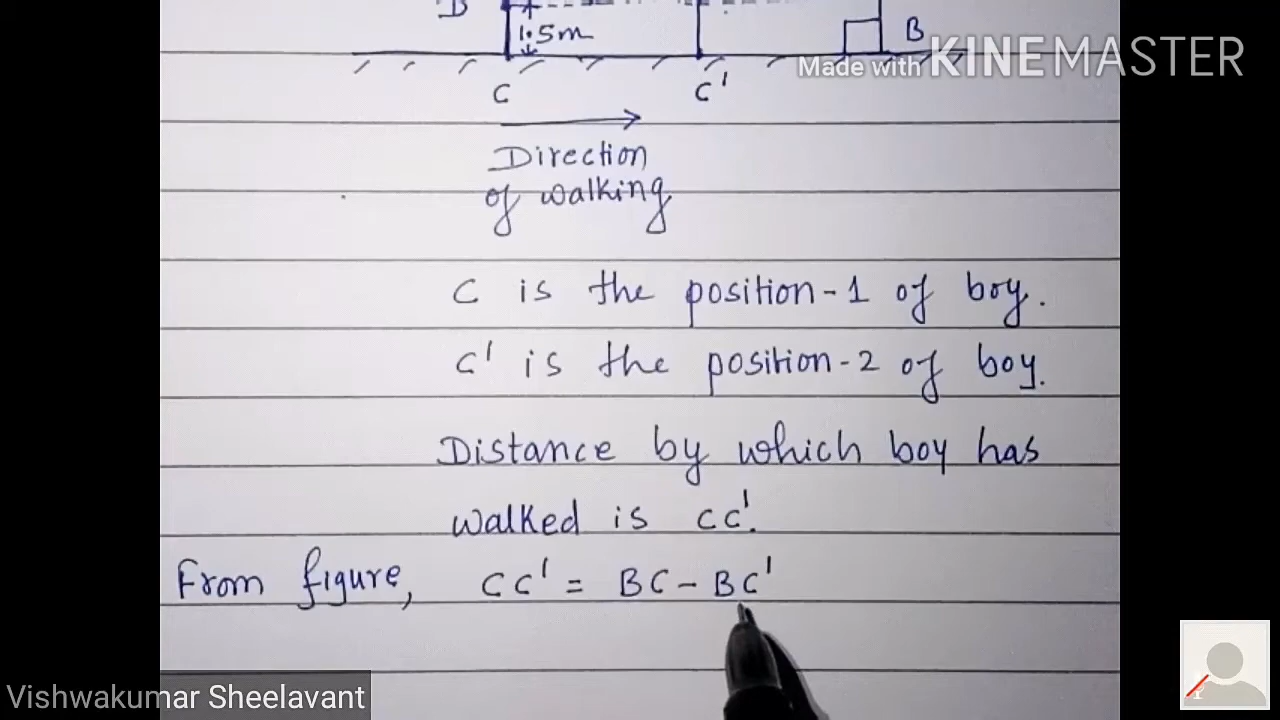 D
1.5m
B
Made with KINEMASTER
C
C'
Direction
of walking
C is the position-1 of boy.
C' is the position-2 of boy.
Distance by which boy has
walked is CC'.
From figure, CC' = BC - BC'
Vishwakumar Sheelavant